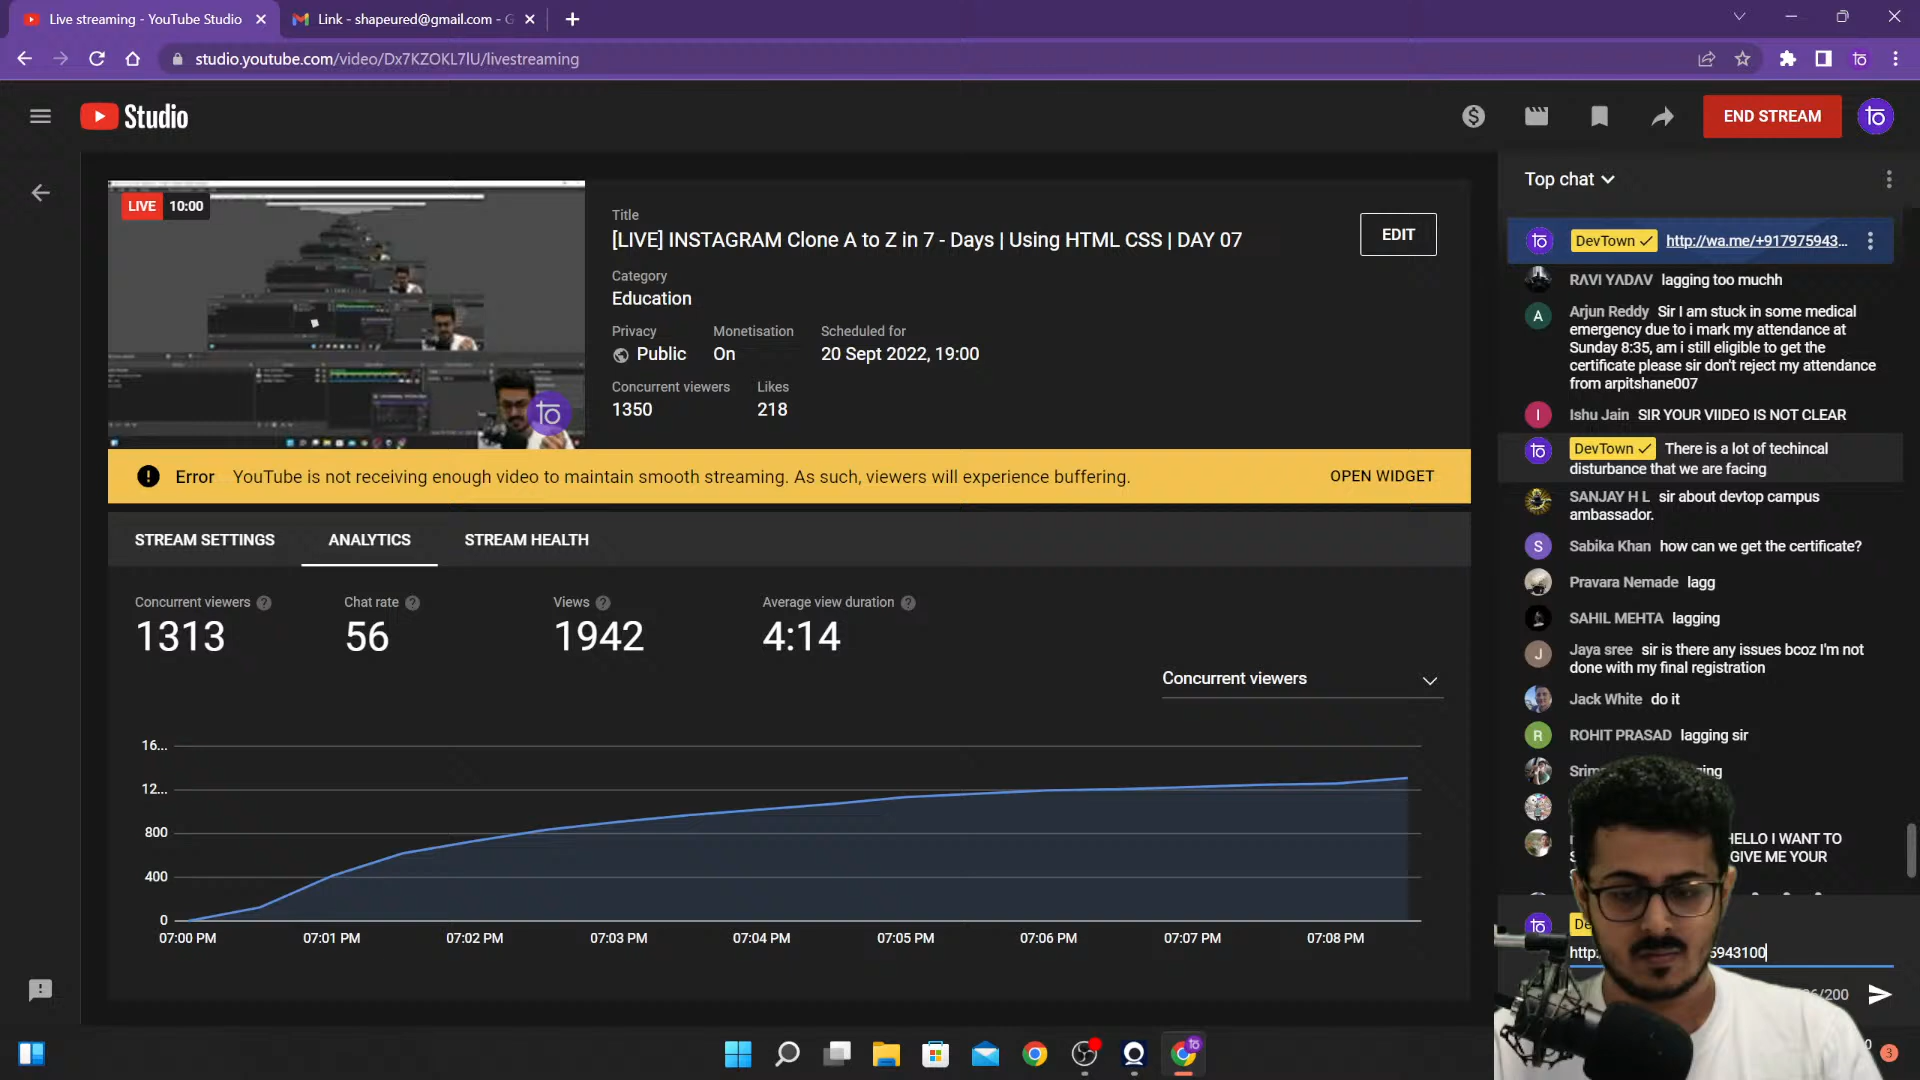 Live streaming - YouTube Studio
Link - shapeured@gmail.com - G
studio.youtube.com/video/Dx7KZOKL7lU/livestreaming
Studio
END STREAM
LIVE 10:00
Title
[LIVE] INSTAGRAM Clone A to Z in 7 - Days | Using HTML CSS | DAY 07
EDIT
Category
Education
Privacy Monetisation Scheduled for
Public On 20 Sept 2022, 19:00
Concurrent viewers Likes
1350 218
Error YouTube is not receiving enough video to maintain smooth streaming. As such, viewers will experience buffering. OPEN WIDGET
STREAM SETTINGS ANALYTICS STREAM HEALTH
Concurrent viewers Chat rate Views Average view duration
1313 56 1942 4:14
Concurrent viewers
16...
12...
800
400
0
07:00 PM 07:01 PM 07:02 PM 07:03 PM 07:04 PM 07:05 PM 07:06 PM 07:07 PM 07:08 PM
Top chat
DevTown http://wa.me/+917975943...
RΛVI YΛDΛV lagging too muchh
Arjun Reddy Sir I am stuck in some medical
emergency due to i mark my attendance at
Sunday 8:35, am i still eligible to get the
certificate please sir don't reject my attendance
from arpitshane007
Ishu Jain SIR YOUR VIIDEO IS NOT CLEAR
DevTown There is a lot of techincal
disturbance that we are facing
SANJAY H L sir about devtop campus
ambassador.
Sabika Khan how can we get the certificate?
Pravara Nemade lagg
SAHIL MEHTA lagging
Jaya sree sir is there any issues bcoz I'm not
done with my final registration
Jack White do it
ROHIT PRASAD lagging sir
HELLO I WANT TO
GIVE ME YOUR
De
http: 5943100
/200
3